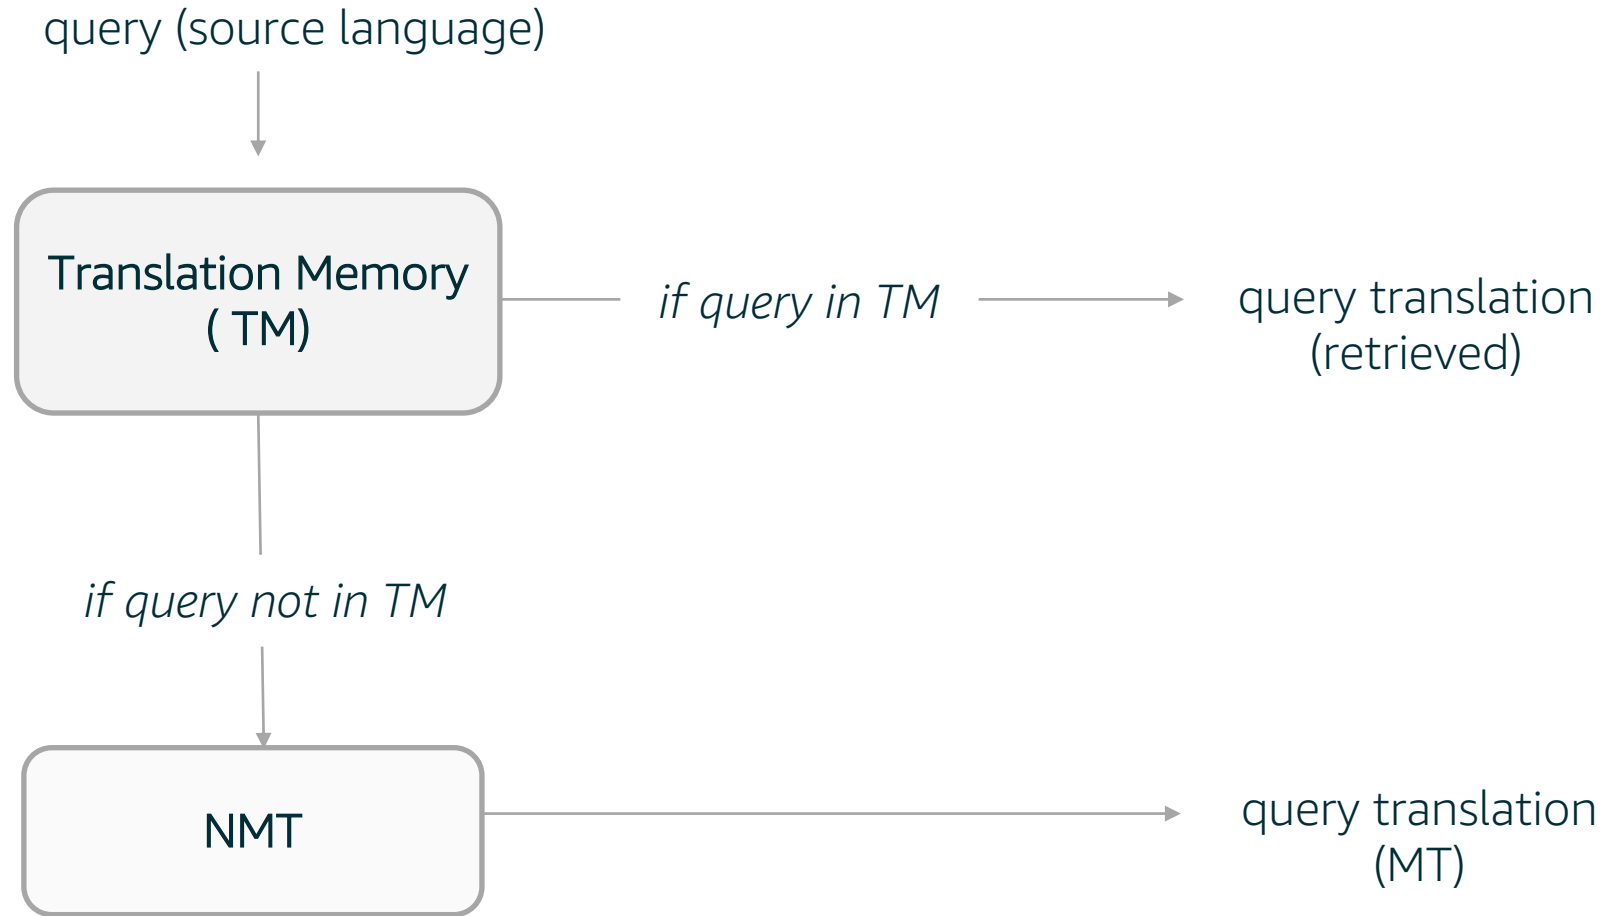 query (source language)
Translation Memory
( TM)
if query in TM
query translation
(retrieved)
if query not in TM
NMT
query translation
(MT)